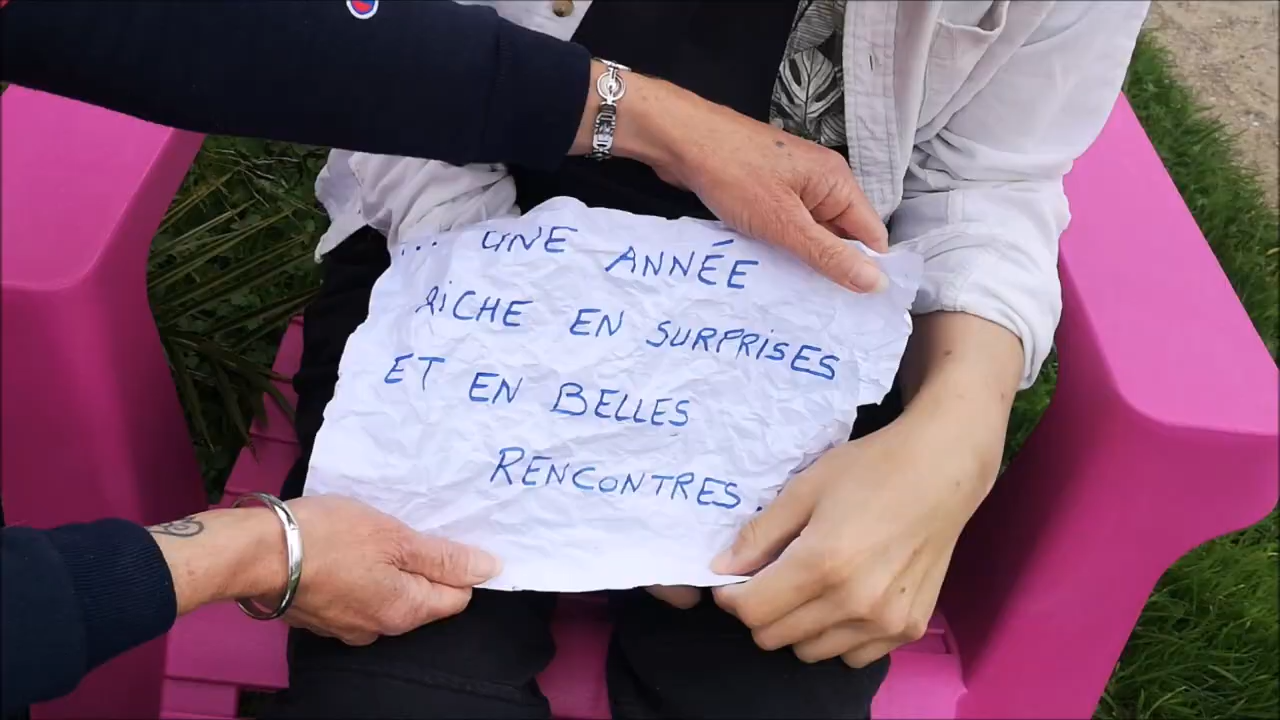 ... UNE ANNÉE
RICHE EN SURPRISES
ET EN BELLES
RENCONTRES.